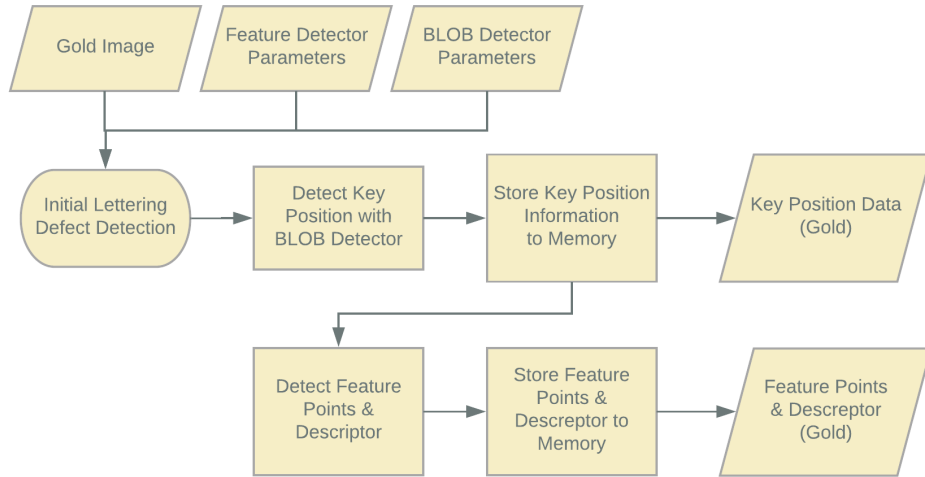 Gold Image
Feature Detector
Parameters
BLOB Detector
Parameters
Initial Lettering
Defect Detection
Detect Key
Position with
BLOB Detector
Store Key Position
Information
to Memory
Key Position Data
(Gold)
Detect Feature
Points &
Descriptor
Store Feature
Points &
Descreptor to
Memory
Feature Points
& Descreptor
(Gold)